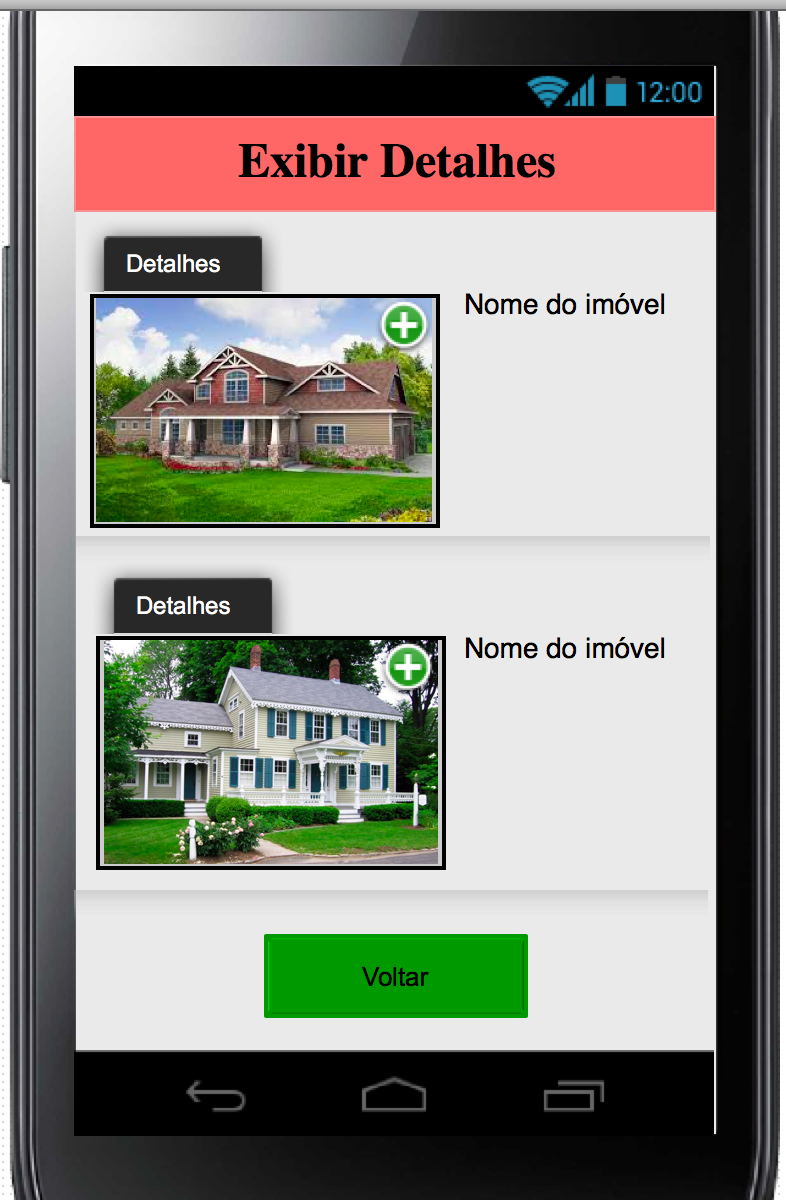 12:00
Exibir Detalhes
Detalhes
Nome do imóvel
Detalhes
Nome do imóvel
Voltar